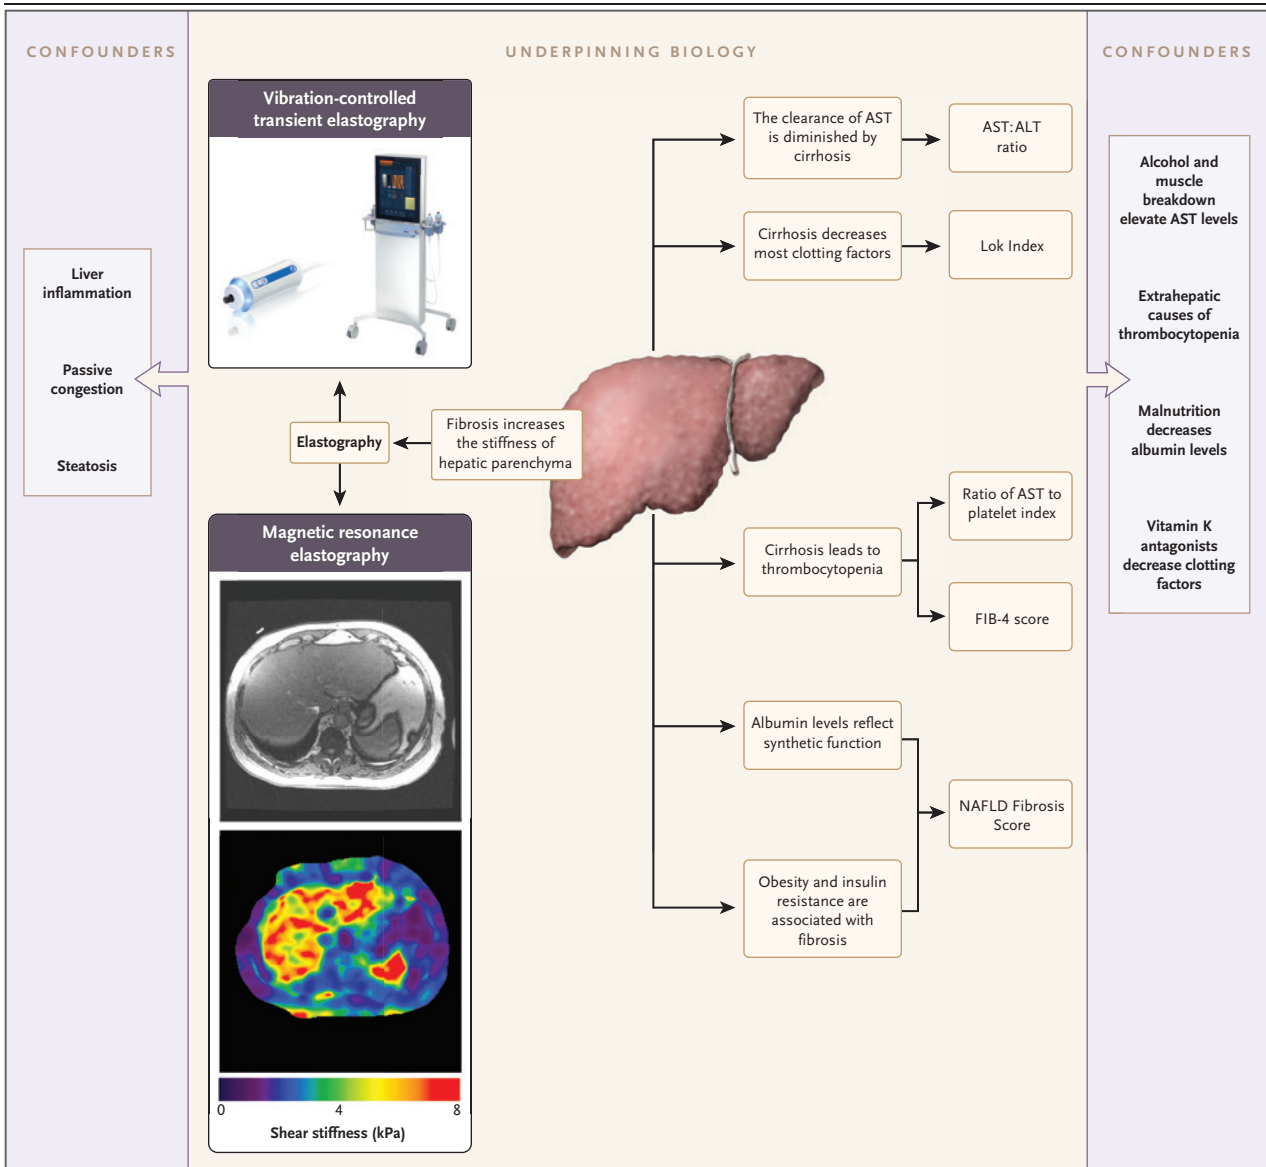 CONFOUNDERS
UNDERPINNING BIOLOGY
CONFOUNDERS
Vibration-controlled
transient elastography
Liver
inflammation
Passive
congestion
Steatosis
Elastography
Fibrosis increases
the stiffness of
hepatic parenchyma
Magnetic resonance
elastography
0
4
8
Shear stiffness (kPa)
The clearance of AST
is diminished by
cirrhosis
AST:ALT
ratio
Cirrhosis decreases
most clotting factors
Lok Index
Cirrhosis leads to
thrombocytopenia
Ratio of AST to
platelet index
FIB-4 score
Albumin levels reflect
synthetic function
Obesity and insulin
resistance are
associated with
fibrosis
NAFLD Fibrosis
Score
Alcohol and
muscle
breakdown
elevate AST levels
Extrahepatic
causes of
thrombocytopenia
Malnutrition
decreases
albumin levels
Vitamin K
antagonists
decrease clotting
factors